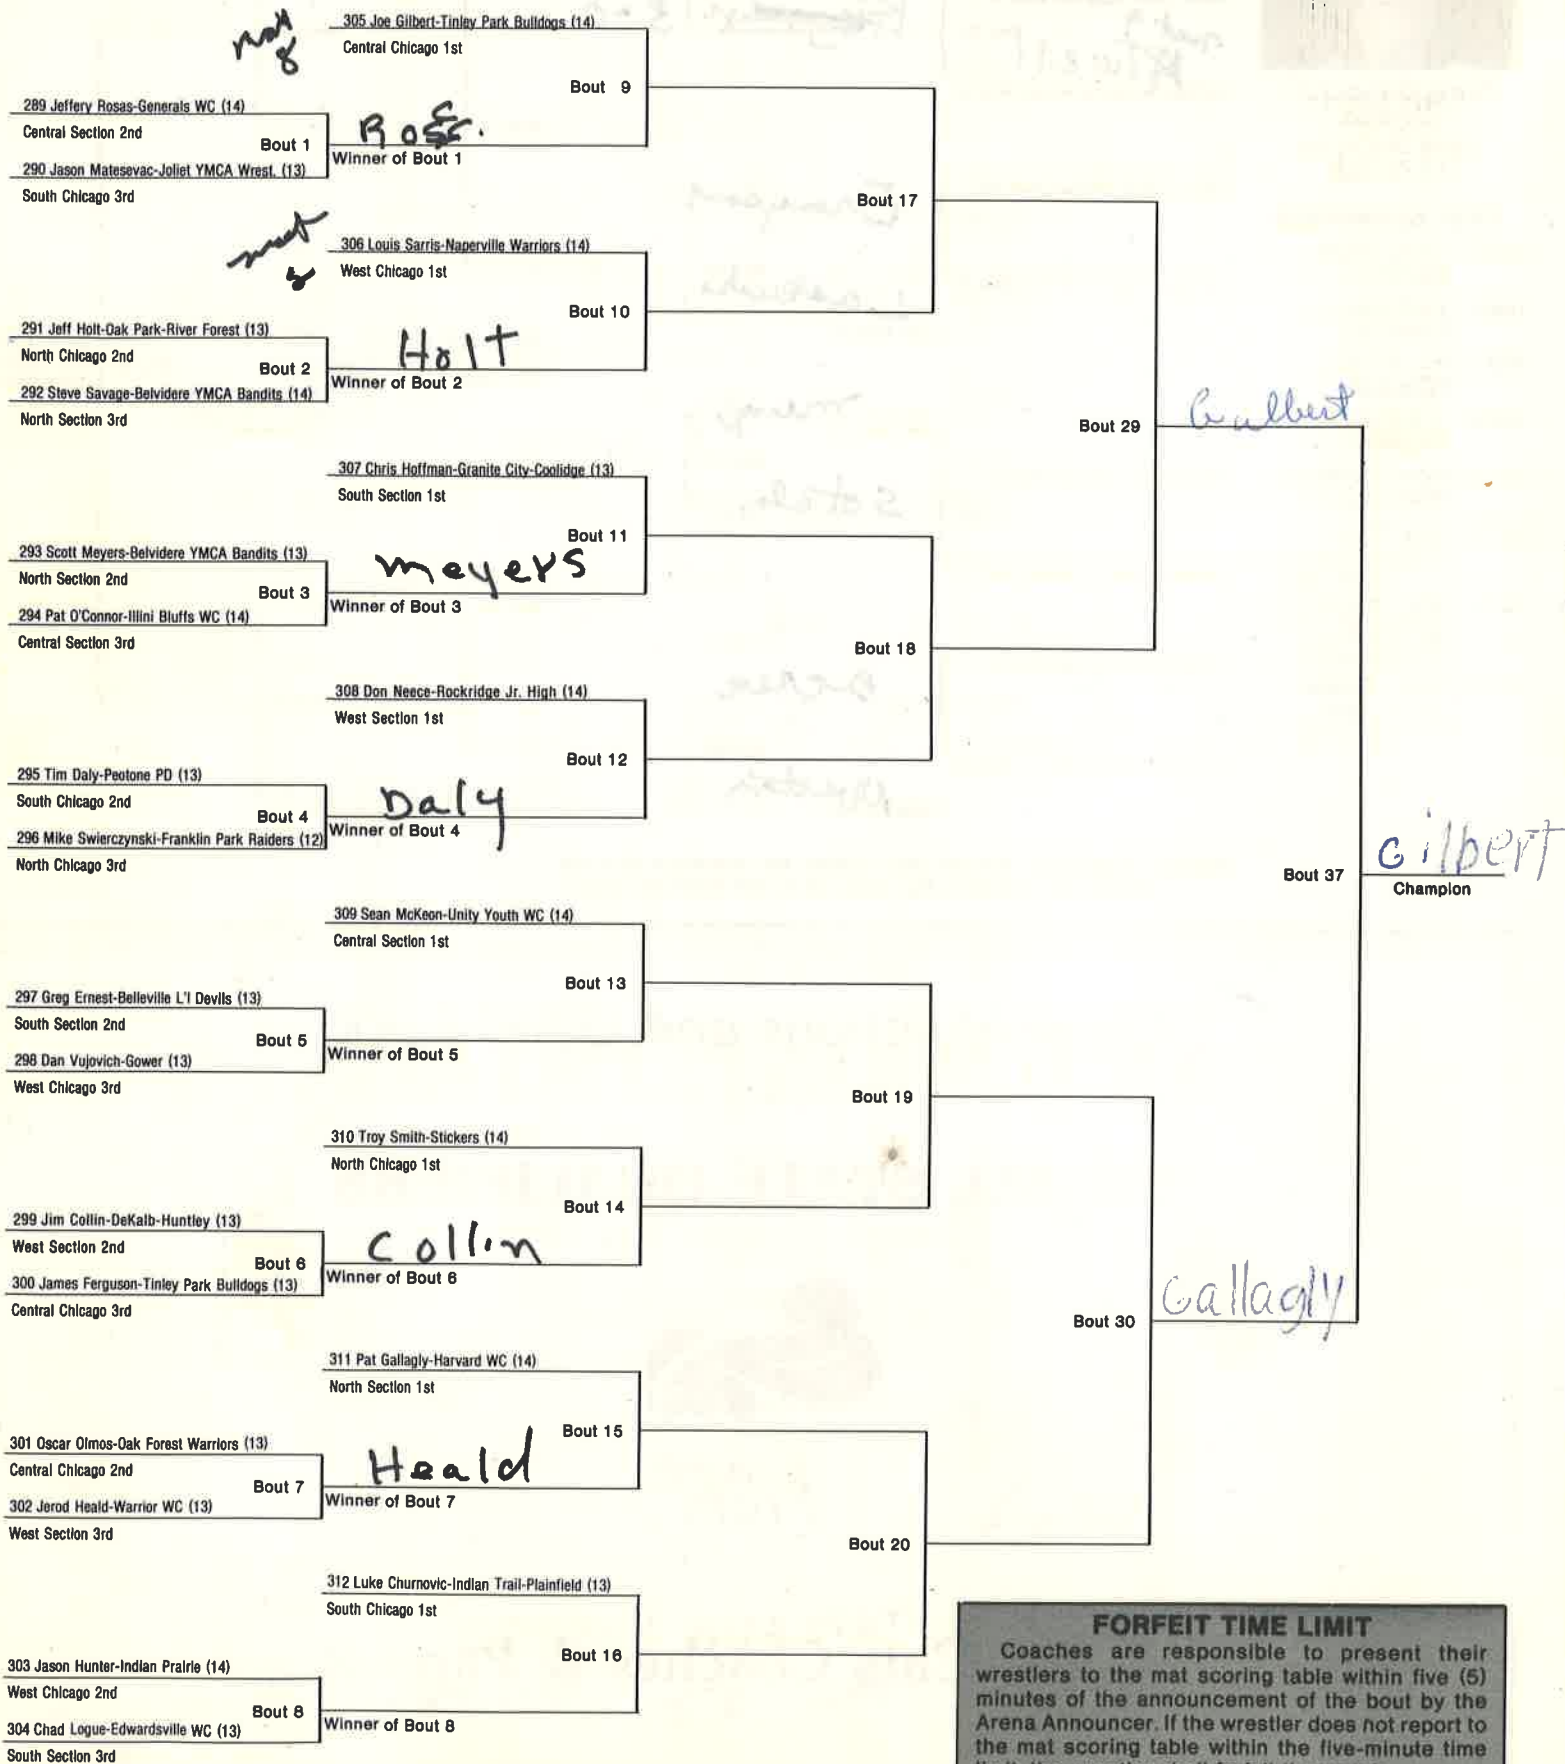 mat
8
305 Joe Gilbert-Tinley Park Bulldogs (14)
Central Chicago 1st
Bout 9
289 Jeffery Rosas-Generals WC (14)
Central Section 2nd
Bout 1
Winner of Bout 1
290 Jason Matesevac-Joliet YMCA Wrest. (13)
South Chicago 3rd
Bout 17
mat
306 Louis Sarris-Naperville Warriors (14)
West Chicago 1st
Bout 10
291 Jeff Holt-Oak Park-River Forest (13)
North Chicago 2nd
Bout 2
Holt
Winner of Bout 2
292 Steve Savage-Belvidere YMCA Bandits (14)
North Section 3rd
Bout 29
307 Chris Hoffman-Granite City-Coolidge (13)
South Section 1st
Bout 11
293 Scott Meyers-Belvidere YMCA Bandits (13)
North Section 2nd
Bout 3
meyers
Winner of Bout 3
294 Pat O'Connor-Illini Bluffs WC (14)
Central Section 3rd
Bout 18
308 Don Neece-Rockridge Jr. High (14)
West Section 1st
Bout 12
295 Tim Daly-Peotone PD (13)
South Chicago 2nd
Bout 4
Daly
Winner of Bout 4
296 Mike Swierczynski-Franklin Park Raiders (12)
North Chicago 3rd
Bout 37
Gilbert
Champion
309 Sean McKeon-Unity Youth WC (14)
Central Section 1st
Bout 13
297 Greg Ernest-Belleville L'l Devils (13)
South Section 2nd
Bout 5
Winner of Bout 5
298 Dan Vujovich-Gower (13)
West Chicago 3rd
Bout 19
310 Troy Smith-Stickers (14)
North Chicago 1st
Bout 14
299 Jim Collin-DeKalb-Huntley (13)
West Section 2nd
Bout 6
Collin
Winner of Bout 6
300 James Ferguson-Tinley Park Bulldogs (13)
Central Chicago 3rd
Bout 30
Gallagly
311 Pat Gallagly-Harvard WC (14)
North Section 1st
Bout 15
301 Oscar Olmos-Oak Forest Warriors (13)
Central Chicago 2nd
Bout 7
Heald
Winner of Bout 7
302 Jerod Heald-Warrior WC (13)
West Section 3rd
Bout 20
312 Luke Churnovic-Indian Trail-Plainfield (13)
South Chicago 1st
Bout 16
303 Jason Hunter-Indian Prairie (14)
West Chicago 2nd
Bout 8
Winner of Bout 8
304 Chad Logue-Edwardsville WC (13)
South Section 3rd
FORFEIT TIME LIMIT
Coaches are responsible to present their
wrestlers to the mat scoring table within five (5)
minutes of the announcement of the bout by the
Arena Announcer. If the wrestler does not report to
the mat scoring table within the five-minute time